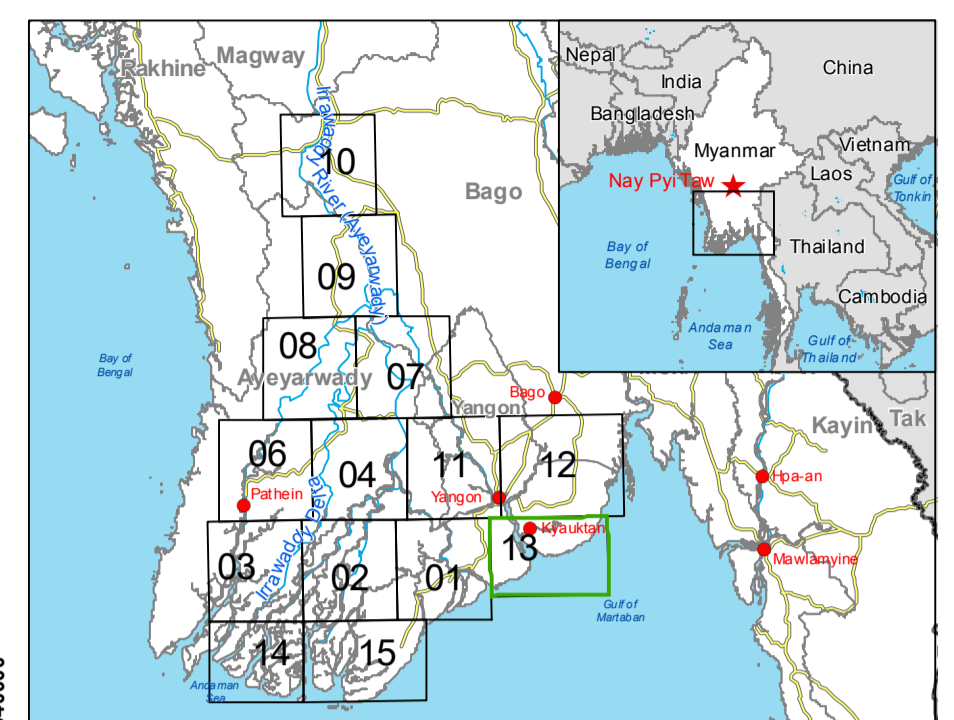 Rakhine
Magway
Irrawaddy River (Ayeyarwady)
10
Bago
09
08
Ayeyarwady
07
Bay of
Bengal
Yangon
Bago
06
04
11
12
Pathein
Yangon
Irrawaddy Delta
Kyauktan
13
03
02
01
Gulf of
Martaban
14
15
Andaman
Sea
Kayin
Tak
Hpa-an
Mawlamyine
Nepal
India
China
Bangladesh
Myanmar
Vietnam
Laos
Nay Pyi Taw
Gulf of
Tonkin
Bay of
Bengal
Thailand
Cambodia
Andaman
Sea
Gulf of
Thailand